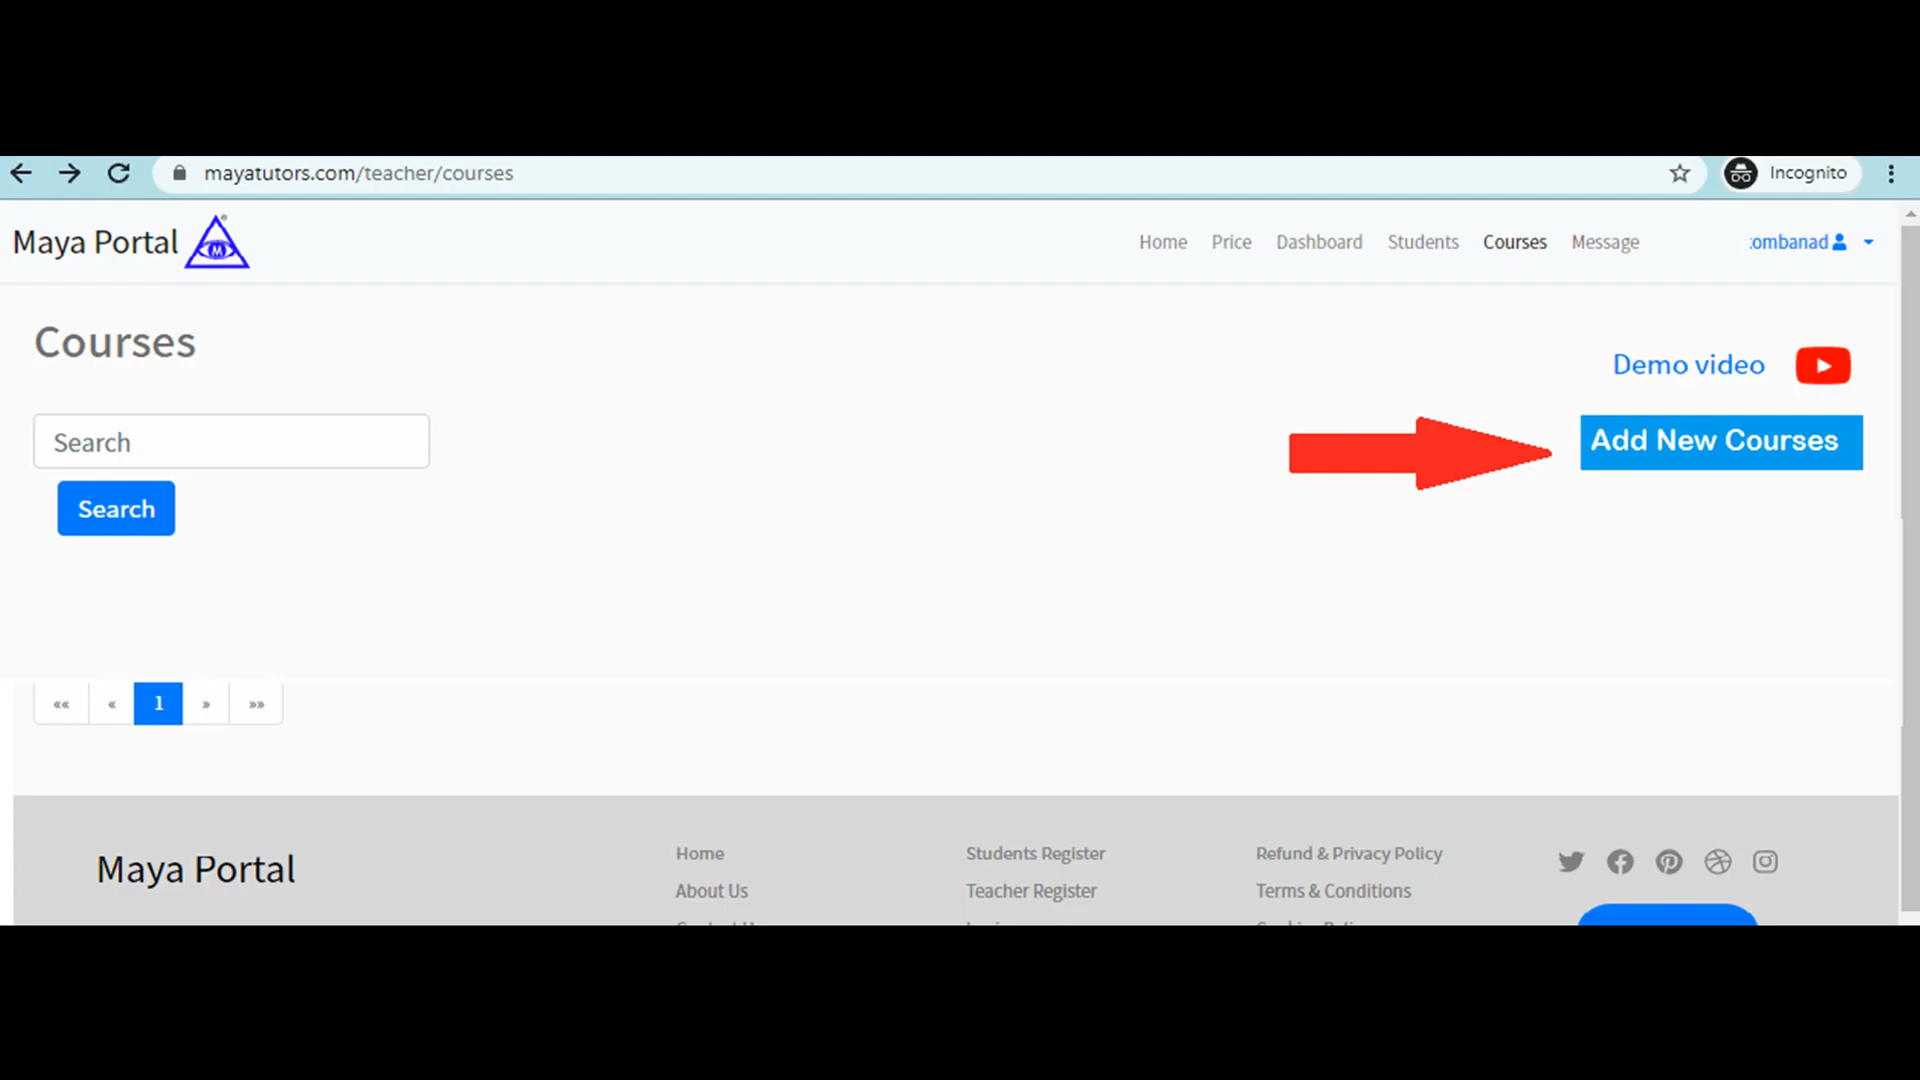 mayatutors.com/teacher/courses
Incognito
Maya Portal
M
Home Price Dashboard Students Courses Message
ombanad
Courses
Demo video
Search
Add New Courses
Search
«« « 1 » »»
Maya Portal
Home
About Us
Students Register
Teacher Register
Refund & Privacy Policy
Terms & Conditions